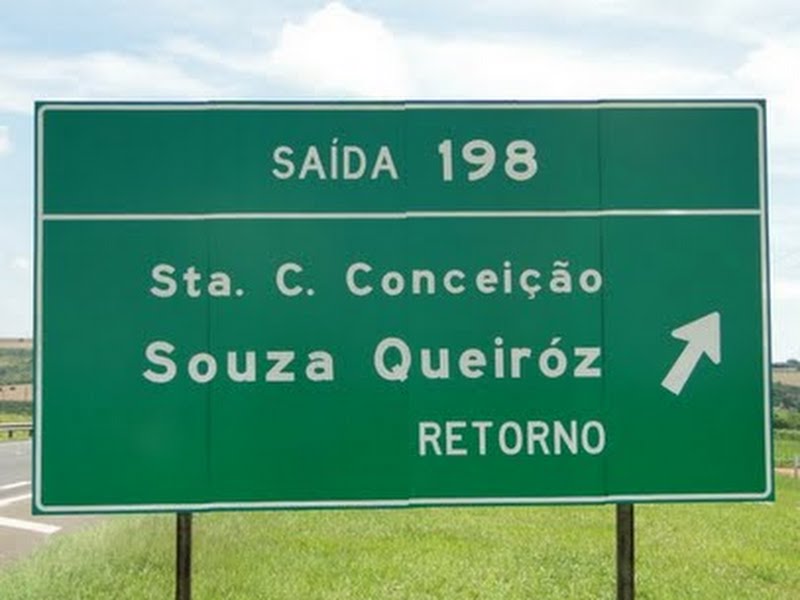 SAÍDA 198
Sta. C. Conceição
Souza Queiróz
RETORNO